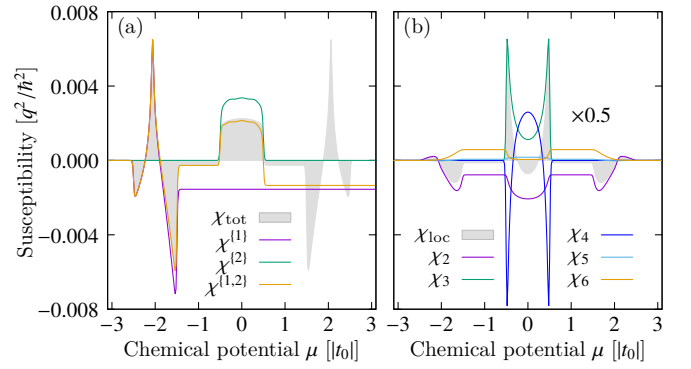 (a)
(b)
Susceptibility [q²/ħ²]
0.008
0.004
0.000
−0.004
−0.008
×0.5
χtot
χ{1}
χ{2}
χ{1,2}
χloc
χ2
χ3
χ4
χ5
χ6
−3 −2 −1 0 1 2 3
−3 −2 −1 0 1 2 3
Chemical potential μ [|t0|]
Chemical potential μ [|t0|]